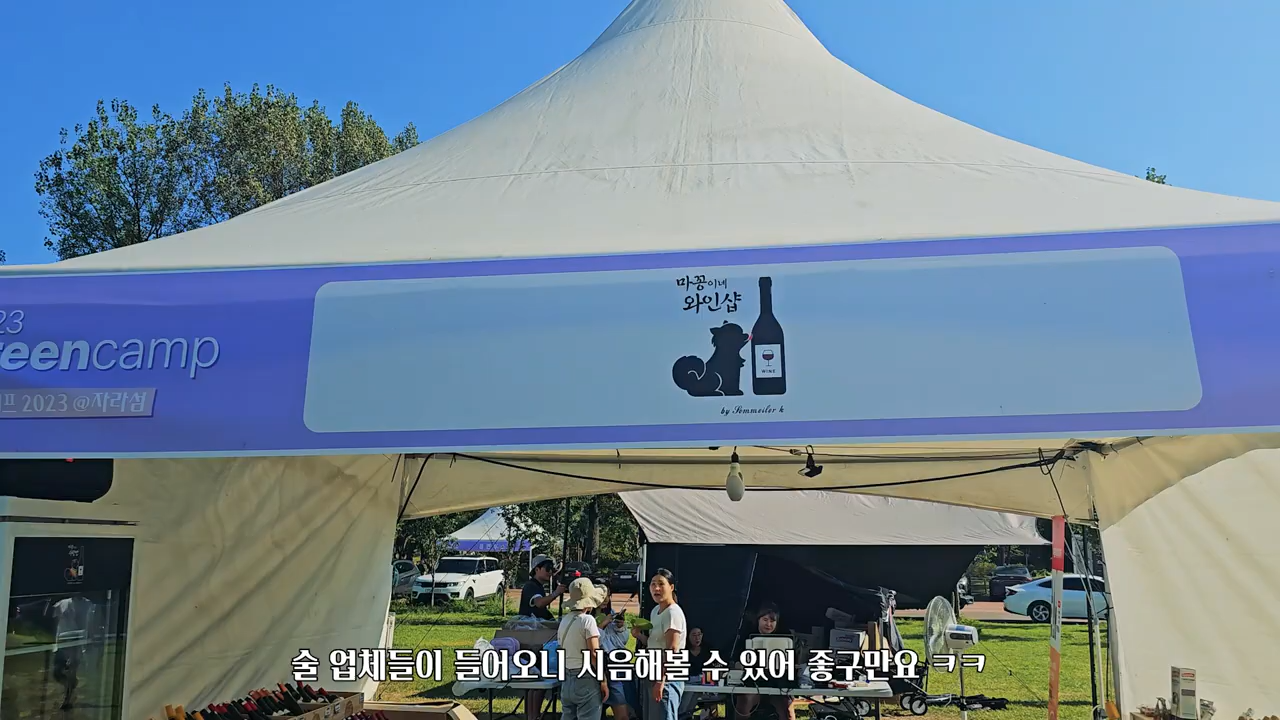 마꽁이네
와인샵
WINE
by Sommelier k
23
reencamp
프 2023 @자라섬
술 업체들이 들어오니 시음해볼 수 있어 좋구만요 ㅋㅋ